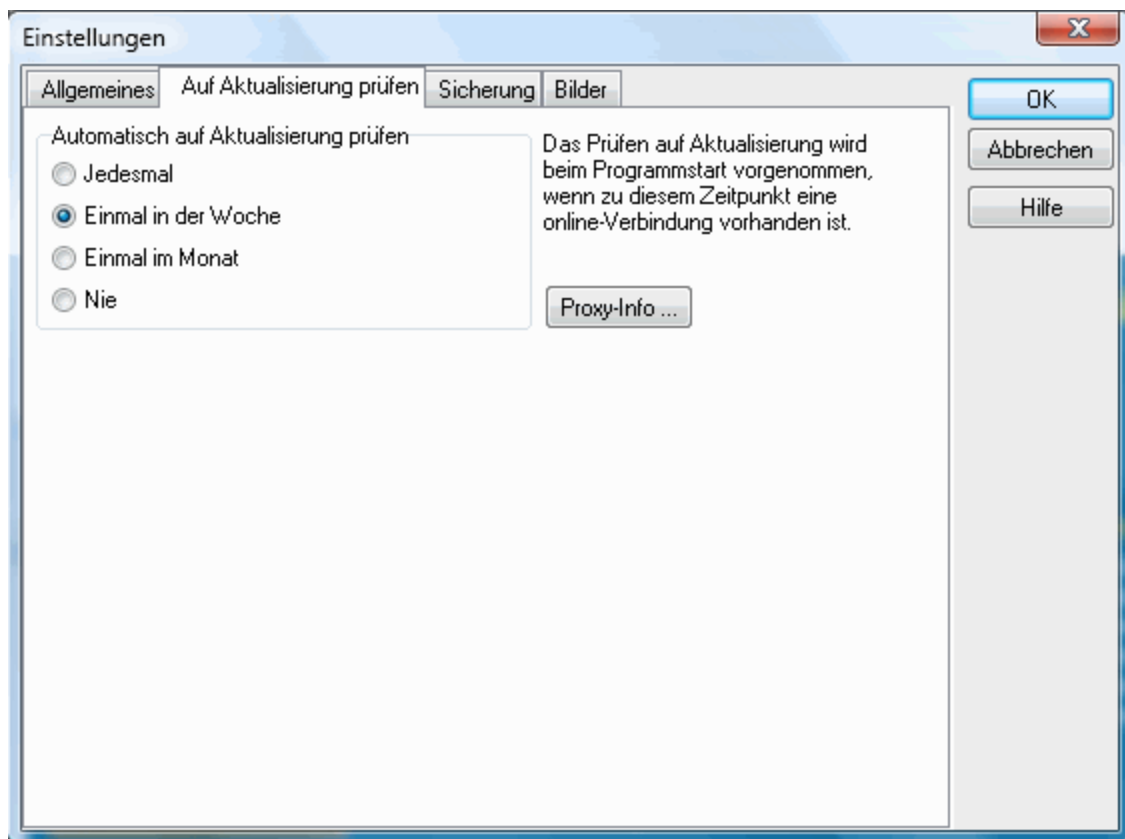 Einstellungen
Allgemeines Auf Aktualisierung prüfen Sicherung Bilder
Automatisch auf Aktualisierung prüfen
Jedesmal
Einmal in der Woche
Einmal im Monat
Nie
Das Prüfen auf Aktualisierung wird
beim Programmstart vorgenommen,
wenn zu diesem Zeitpunkt eine
online-Verbindung vorhanden ist.
Proxy-Info ...
OK
Abbrechen
Hilfe